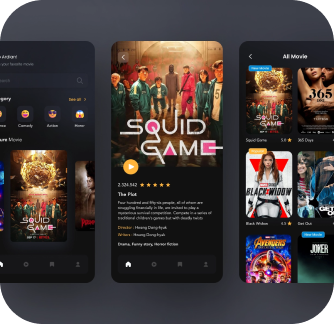 Ardian!
your favorite movie.
See all
Comedy
Action
Movie
SQUID
GAME
SQUID
GAME
2.324.542
The Plot
Four hundred and fifty-six people, all of whom are
struggling financially in life, are invited to play a
mysterious survival competition. Compete in a series of
traditional children's games but with deadly twists.
Director : Hwang Dong-hyuk
Writers : Hwang Dong-hyuk
Drama, Funny story, Horror fiction
All Movie
New Movie
365
Squid Game
5.0
365 Days
BLACK WIDOW
Black Widow
4.5
Get Out
AVENGERS
New Movie
JOKER